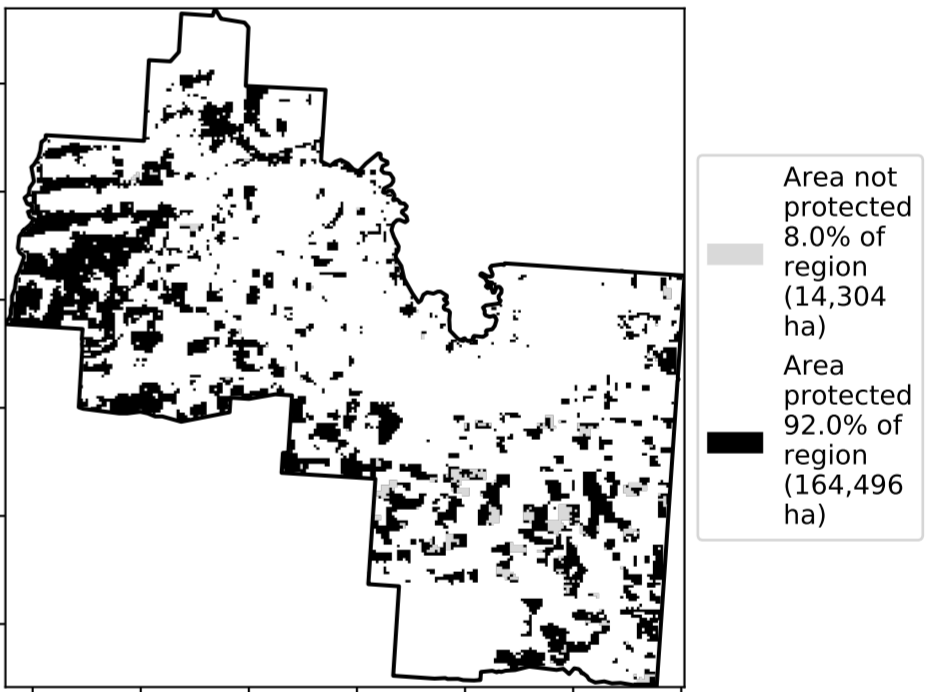 Area not
protected
8.0% of
region
(14,304
ha)
Area
protected
92.0% of
region
(164,496
ha)